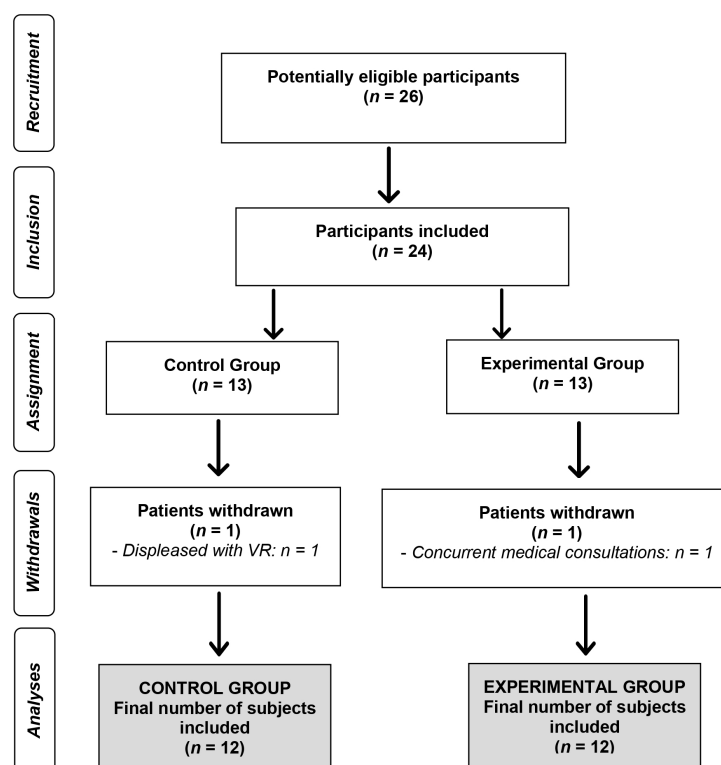 Recruitment
Potentially eligible participants
(n = 26)
Inclusion
Participants included
(n = 24)
Assignment
Control Group
(n = 13)
Experimental Group
(n = 13)
Withdrawals
Patients withdrawn
(n = 1)
- Displeased with VR: n = 1
Patients withdrawn
(n = 1)
- Concurrent medical consultations: n = 1
Analyses
CONTROL GROUP
Final number of subjects
included
(n = 12)
EXPERIMENTAL GROUP
Final number of subjects
included
(n = 12)